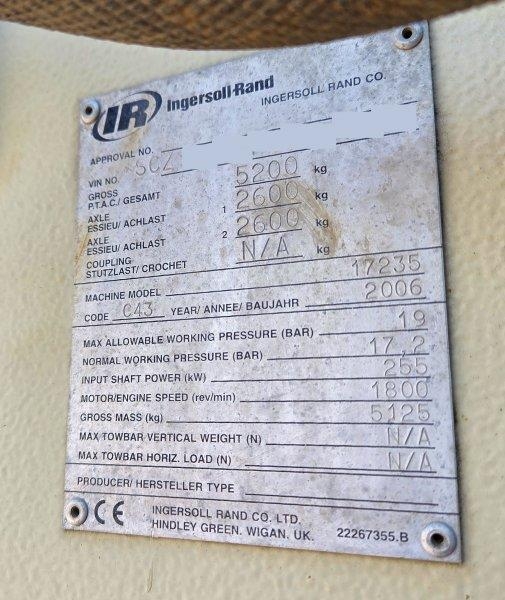 IR Ingersoll-Rand INGERSOLL RAND CO.
APPROVAL NO.
VIN NO. SCZ
GROSS P.T.A.C./ GESAMT 5200 kg
AXLE ESSIEU/ ACHLAST 1 2600 kg
AXLE ESSIEU/ ACHLAST 2 2600 kg
COUPLING STUTZLAST/ CROCHET N/A kg
MACHINE MODEL 17235
CODE C43 YEAR/ ANNEE/ BAUJAHR 2006
MAX ALLOWABLE WORKING PRESSURE (BAR) 19
NORMAL WORKING PRESSURE (BAR) 17,2
INPUT SHAFT POWER (kW) 255
MOTOR/ENGINE SPEED (rev/min) 1800
GROSS MASS (kg) 5125
MAX TOWBAR VERTICAL WEIGHT (N) N/A
MAX TOWBAR HORIZ. LOAD (N) N/A
PRODUCER/ HERSTELLER TYPE
CE INGERSOLL RAND CO. LTD.
HINDLEY GREEN. WIGAN. UK. 22267355.B